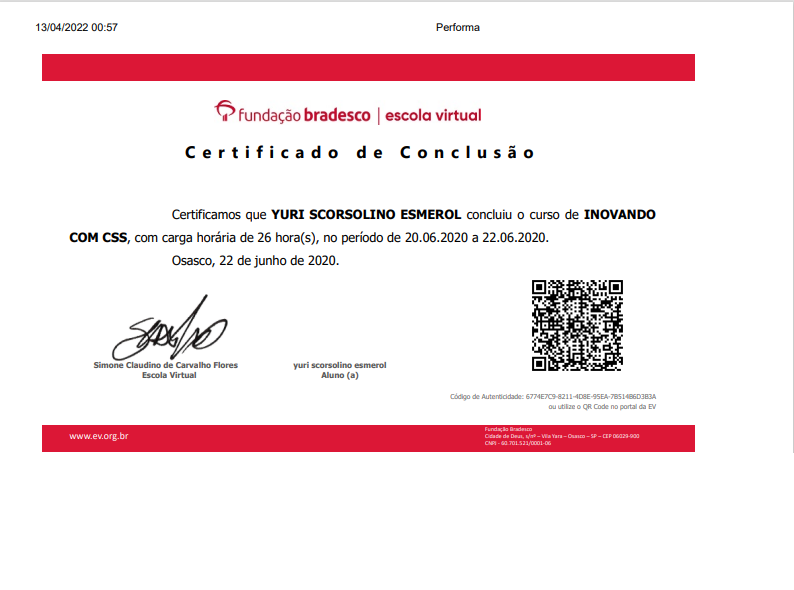 13/04/2022 00:57 Performa
fundação bradesco | escola virtual
Certificado de Conclusão
Certificamos que YURI SCORSOLINO ESMEROL concluiu o curso de INOVANDO
COM CSS, com carga horária de 26 hora(s), no período de 20.06.2020 a 22.06.2020.
Osasco, 22 de junho de 2020.
Simone Claudino de Carvalho Flores
Escola Virtual
yuri scorsolino esmerol
Aluno (a)
Código de Autenticidade: 6774E7C9-8211-4D8E-95EA-7B514B6D3B3A
ou utilize o QR Code no portal da EV
www.ev.org.br
Fundação Bradesco
Cidade de Deus, s/nº – Vila Yara – Osasco – SP – CEP 06029-900
CNPJ - 60.701.521/0001-06